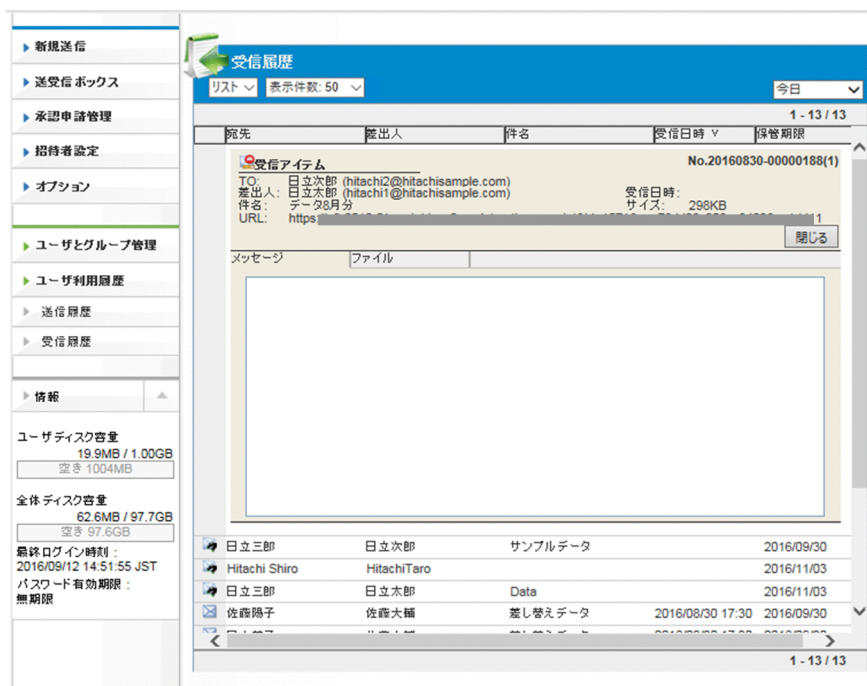 新規送信
送受信ボックス
承認申請管理
招待者設定
オプション
ユーザとグループ管理
ユーザ利用履歴
送信履歴
受信履歴
情報
ユーザディスク容量
19.9MB / 1.00GB
空き 1004MB
全体ディスク容量
62.6MB / 97.7GB
空き 97.6GB
最終ログイン時刻 :
2016/09/12 14:51:55 JST
パスワード有効期限 :
無期限
受信履歴
リスト 表示件数: 50 今日
1 - 13 / 13
宛先 差出人 件名 受信日時 保管期限
受信アイテム No.20160830-00000188(1)
TO: 日立次郎 (hitachi2@hitachisample.com)
差出人: 日立太郎 (hitachi1@hitachisample.com) 受信日時:
件名: データ8月分 サイズ: 298KB
URL: https:
閉じる
メッセージ ファイル
日立三郎 日立次郎 サンプルデータ 2016/09/30
Hitachi Shiro HitachiTaro 2016/11/03
日立三郎 日立太郎 Data 2016/11/03
佐藤陽子 佐藤大輔 差し替えデータ 2016/08/30 17:30 2016/09/30
1 - 13 / 13